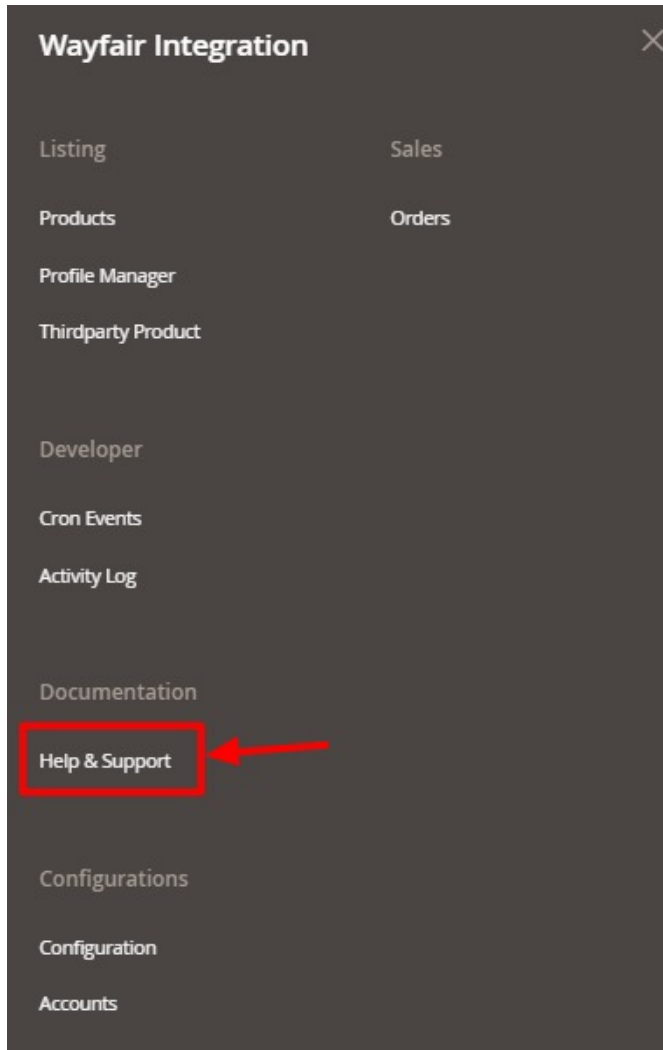 Wayfair Integration
Listing
Products
Profile Manager
Thirdparty Product
Sales
Orders
Developer
Cron Events
Activity Log
Documentation
Help & Support
Configurations
Configuration
Accounts